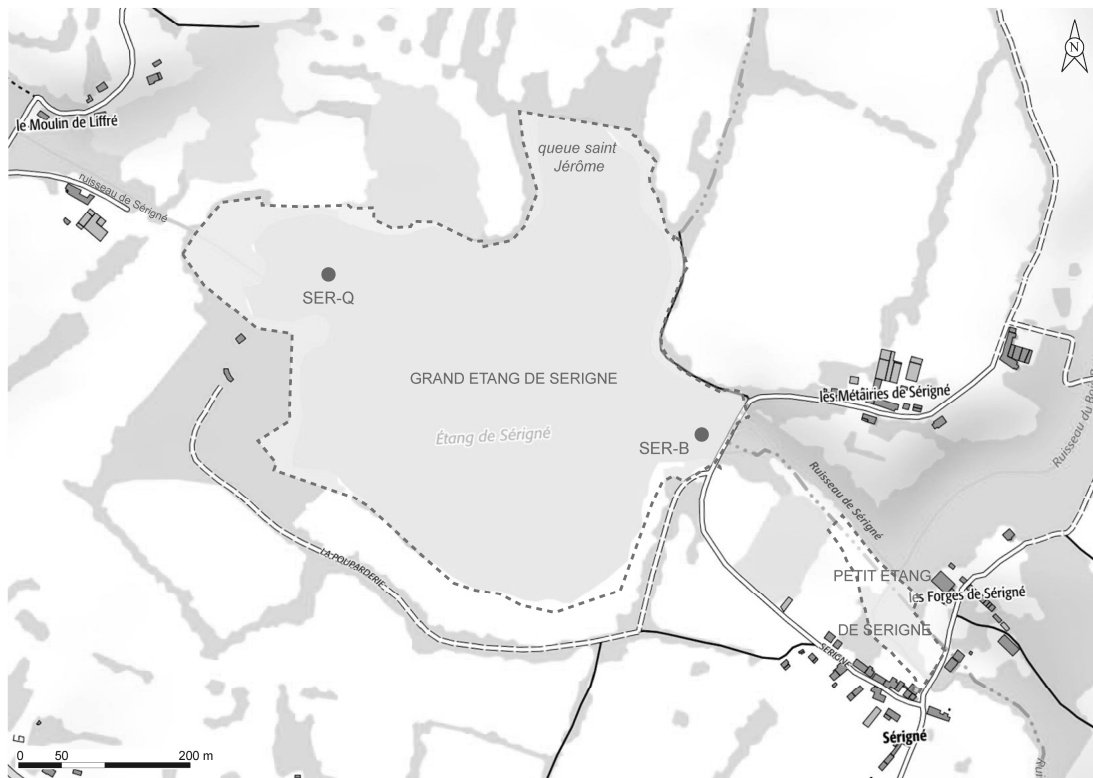 N
le Moulin de Liffré
queue saint
Jérôme
ruisseau de Sérigné
SER-Q
GRAND ETANG DE SERIGNE
les Métairies de Sérigné
Étang de Sérigné
SER-B
Ruisseau de Sérigné
PETIT ETANG
les Forges de Sérigné
DE SERIGNE
LA POUPARDERIE
SERIGNE
Sérigné
0 50 200 m